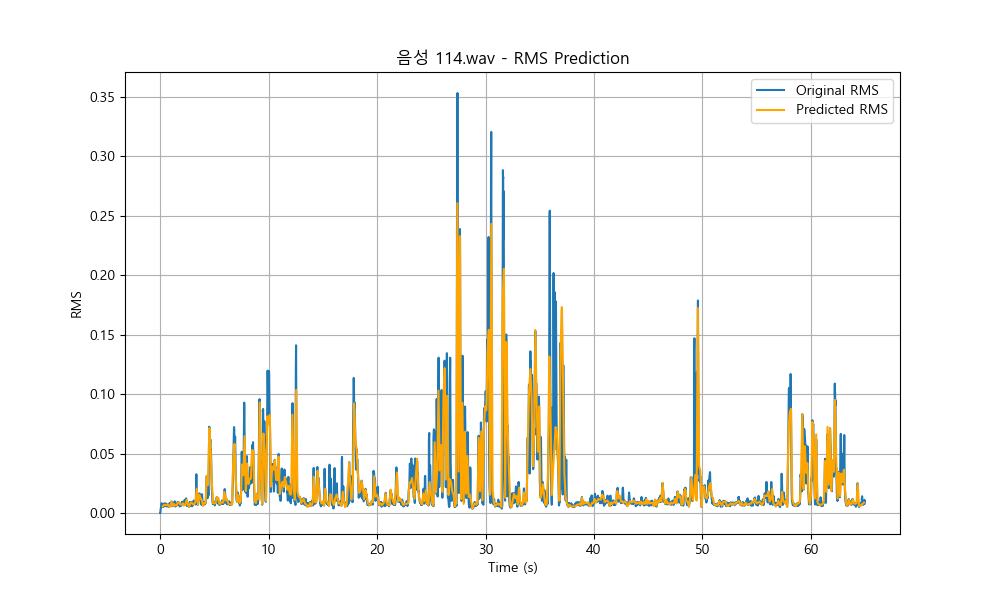 음성 114.wav - RMS Prediction
Original RMS
Predicted RMS
0.35
0.30
0.25
0.20
0.15
0.10
0.05
0.00
RMS
0 10 20 30 40 50 60
Time (s)